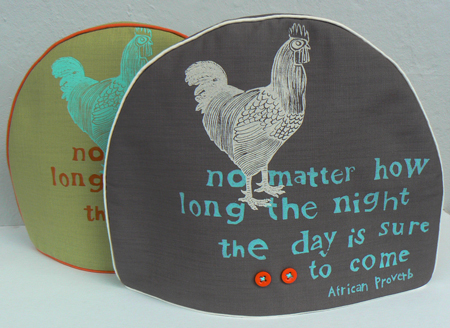 no matter how
long the night
the day is sure
to come
African Proverb
no
long
th